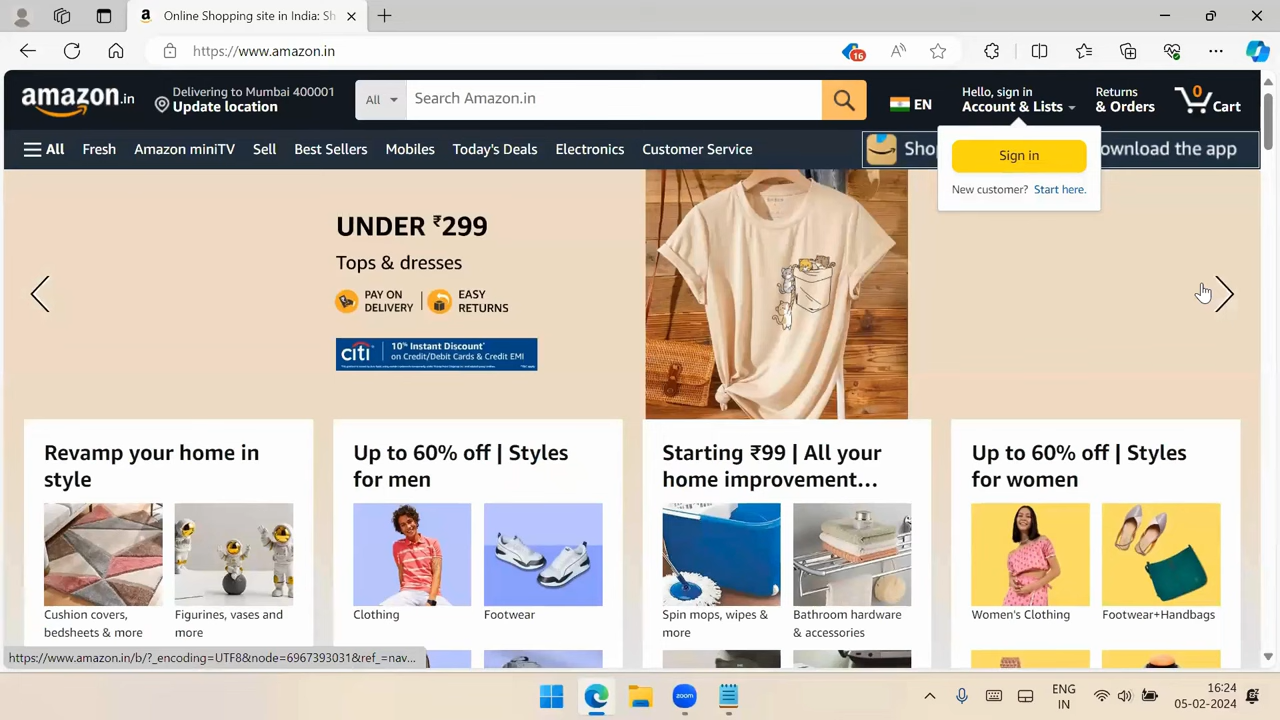 Online Shopping site in India: Sh
https://www.amazon.in
16
amazon.in
Delivering to Mumbai 400001
Update location
All
Search Amazon.in
EN
Hello, sign in
Account & Lists
Returns
& Orders
0
Cart
All
Fresh
Amazon miniTV
Sell
Best Sellers
Mobiles
Today's Deals
Electronics
Customer Service
Shop
ownload the app
Sign in
New customer? Start here.
UNDER ₹299
Tops & dresses
PAY ON
DELIVERY
EASY
RETURNS
citi
10% Instant Discount*
on Credit/Debit Cards & Credit EMI
Revamp your home in
style
Cushion covers,
bedsheets & more
Figurines, vases and
more
Up to 60% off | Styles
for men
Clothing
Footwear
Starting ₹99 | All your
home improvement...
Spin mops, wipes &
more
Bathroom hardware
& accessories
Up to 60% off | Styles
for women
Women's Clothing
Footwear+Handbags
https://www.amazon.in/b/?_encoding=UTF8&node=6967393031&ref_=nav...
zoom
ENG
IN
16:24
05-02-2024